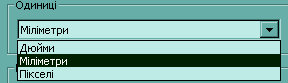 Одиниці
Міліметри
Дюйми
Міліметри
Пікселі